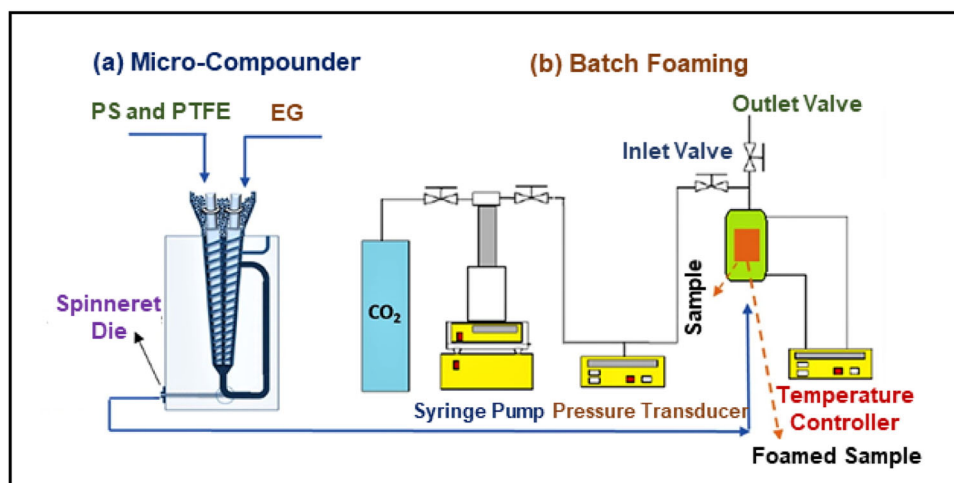 (a) Micro-Compounder
(b) Batch Foaming
PS and PTFE
EG
Outlet Valve
Inlet Valve
Spinneret
Die
CO₂
Sample
Syringe Pump
Pressure Transducer
Temperature
Controller
Foamed Sample